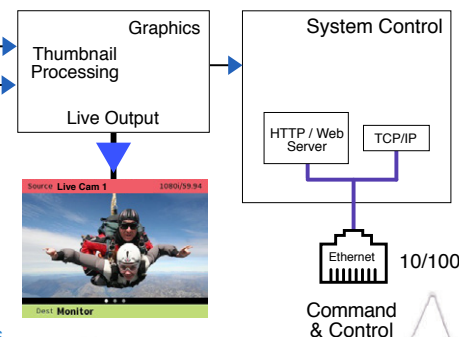 Graphics
Thumbnail
Processing
Live Output
System Control
HTTP / Web
Server
TCP/IP
Source Live Cam 1 1080i/59.94
Dest Monitor
Ethernet
10/100
Command
& Control